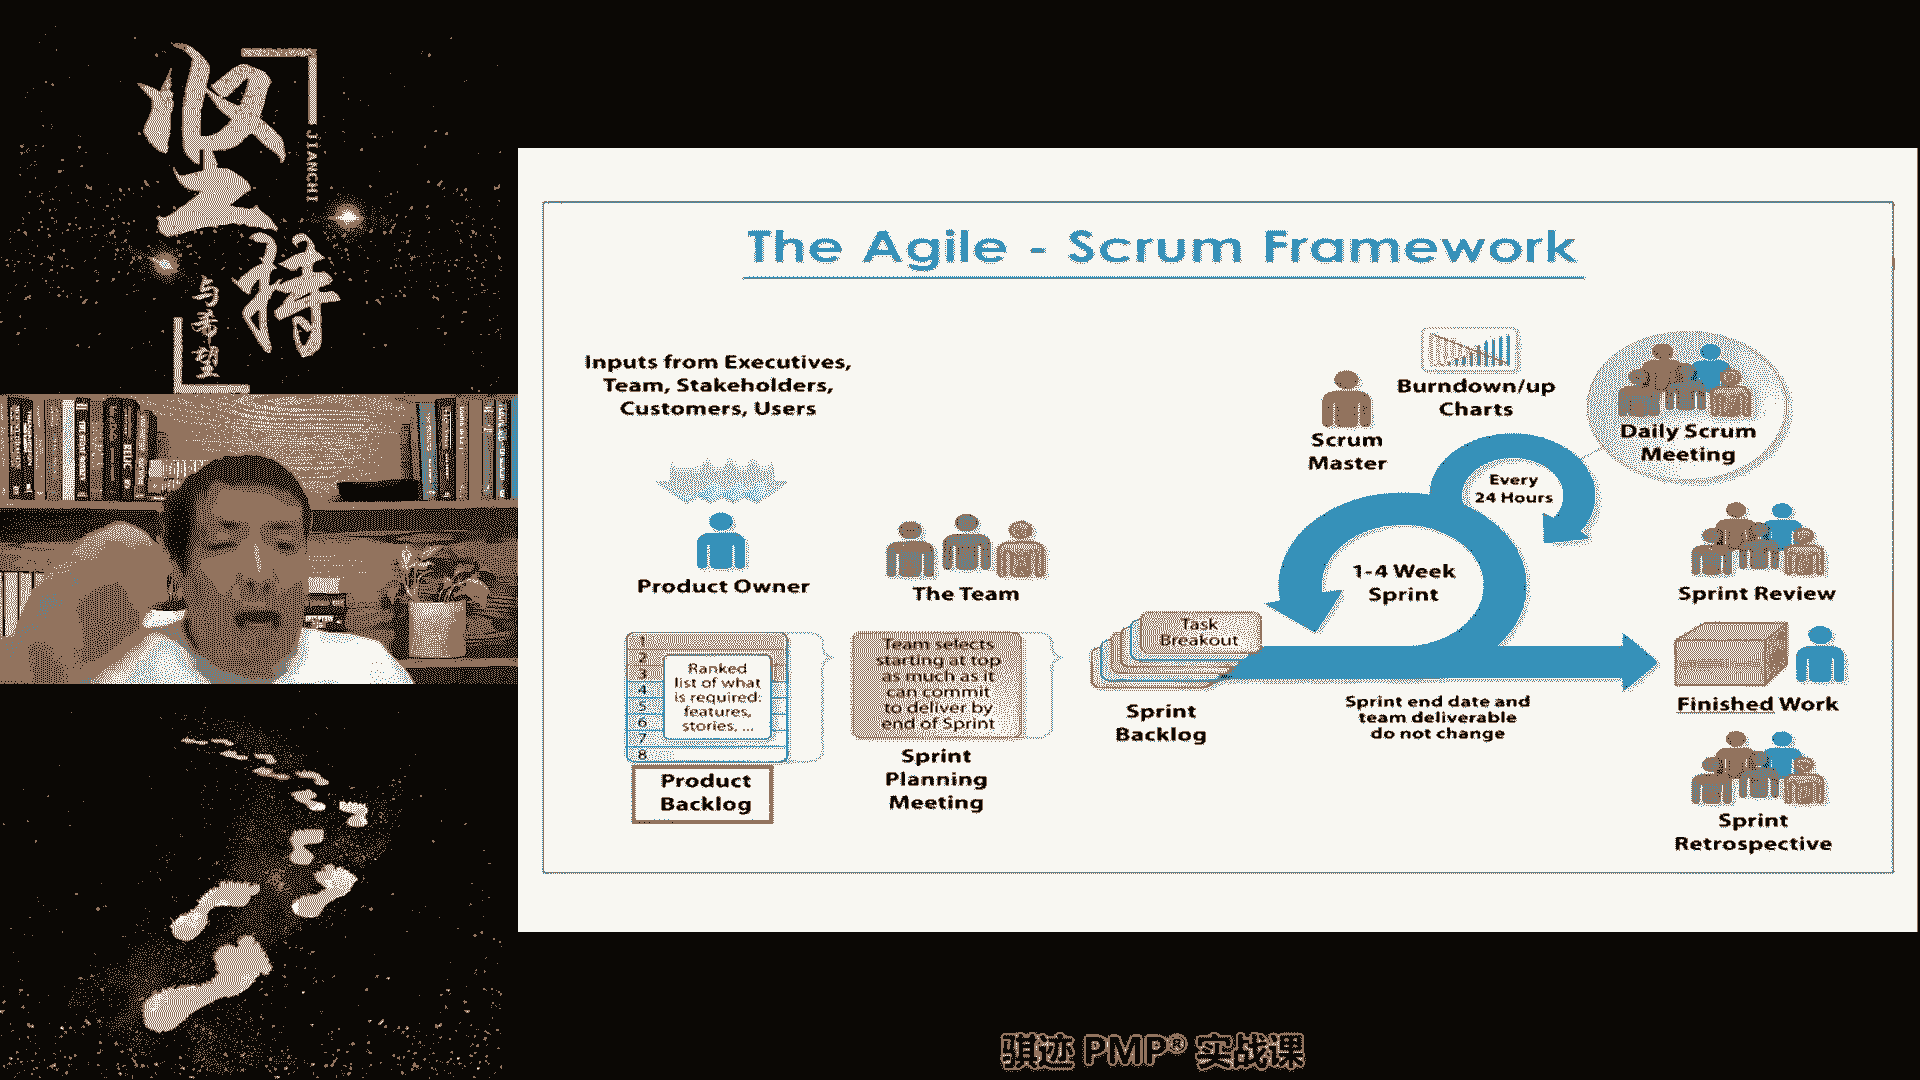 坚持
JIANCHI
与希望
The Agile - Scrum Framework
Inputs from Executives,
Team, Stakeholders,
Customers, Users
Product Owner
The Team
1
2
3
4
5
6
7
8
Ranked
list of what
is required:
features,
stories, ...
Product
Backlog
Team selects
starting at top
as much as it
can commit
to deliver by
end of Sprint
Sprint
Planning
Meeting
Task
Breakout
Sprint
Backlog
Scrum
Master
Burndown/up
Charts
Every
24 Hours
1-4 Week
Sprint
Sprint end date and
team deliverable
do not change
Daily Scrum
Meeting
Sprint Review
Finished Work
Sprint
Retrospective
骐迹 PMP® 实战课